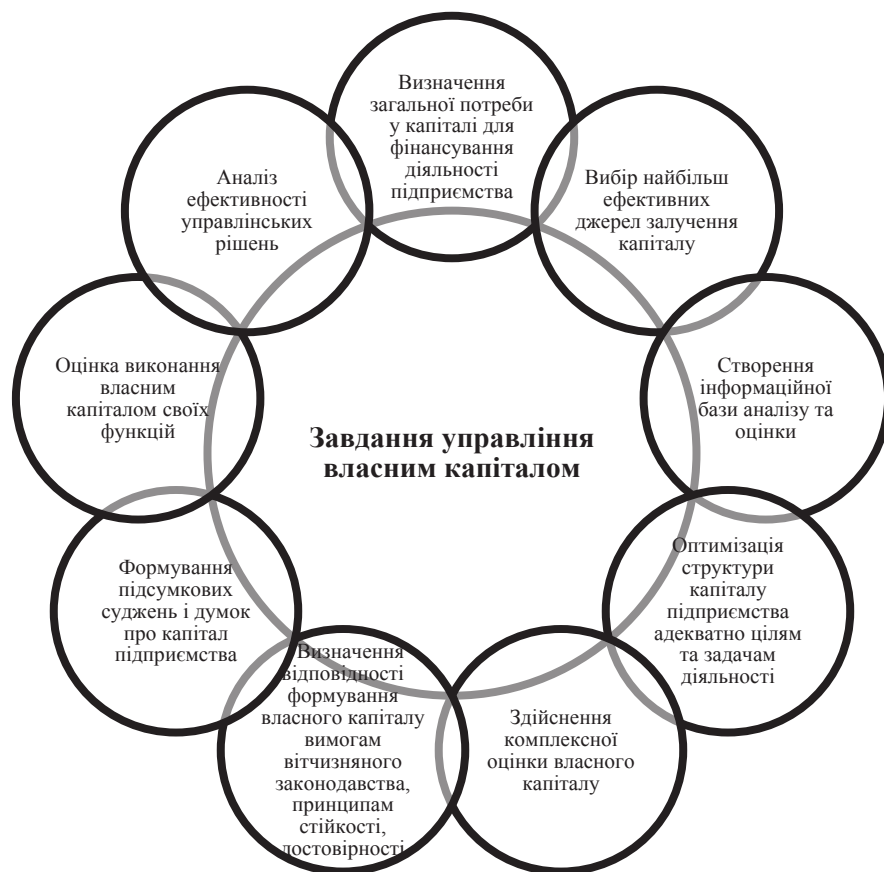 Визначення
загальної потреби
у капіталі для
фінансування
діяльності
підприємства
Вибір найбільш
ефективних
джерел залучення
капіталу
Створення
інформаційної
бази аналізу та
оцінки
Оптимізація
структури
капіталу
підприємства
адекватно цілям
та задачам
діяльності
Здійснення
комплексної
оцінки власного
капіталу
Визначення
відповідності
формування
власного капіталу
вимогам
вітчизняного
законодавства,
принципам
стійкості,
достовірності
Формування
підсумкових
суджень і думок
про капітал
підприємства
Оцінка виконання
власним
капіталом своїх
функцій
Аналіз
ефективності
управлінських
рішень
Завдання управління
власним капіталом